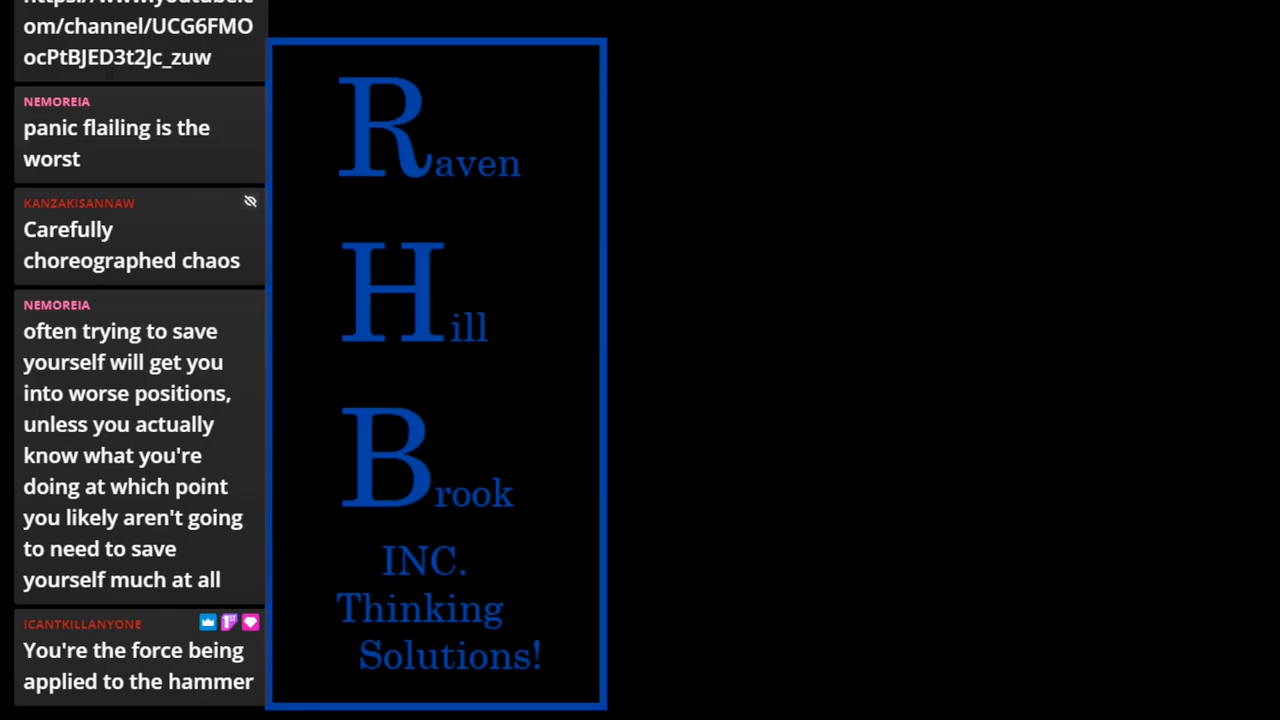 om/channel/UCG6FMO
ocPtBJED3t2Jc_zuw
NEMOREIA
panic flailing is the
worst
KANZAKISANNAW
Carefully
choreographed chaos
NEMOREIA
often trying to save
yourself will get you
into worse positions,
unless you actually
know what you're
doing at which point
you likely aren't going
to need to save
yourself much at all
ICANTKILLANYONE
You're the force being
applied to the hammer
Raven
Hill
Brook
INC.
Thinking
Solutions!